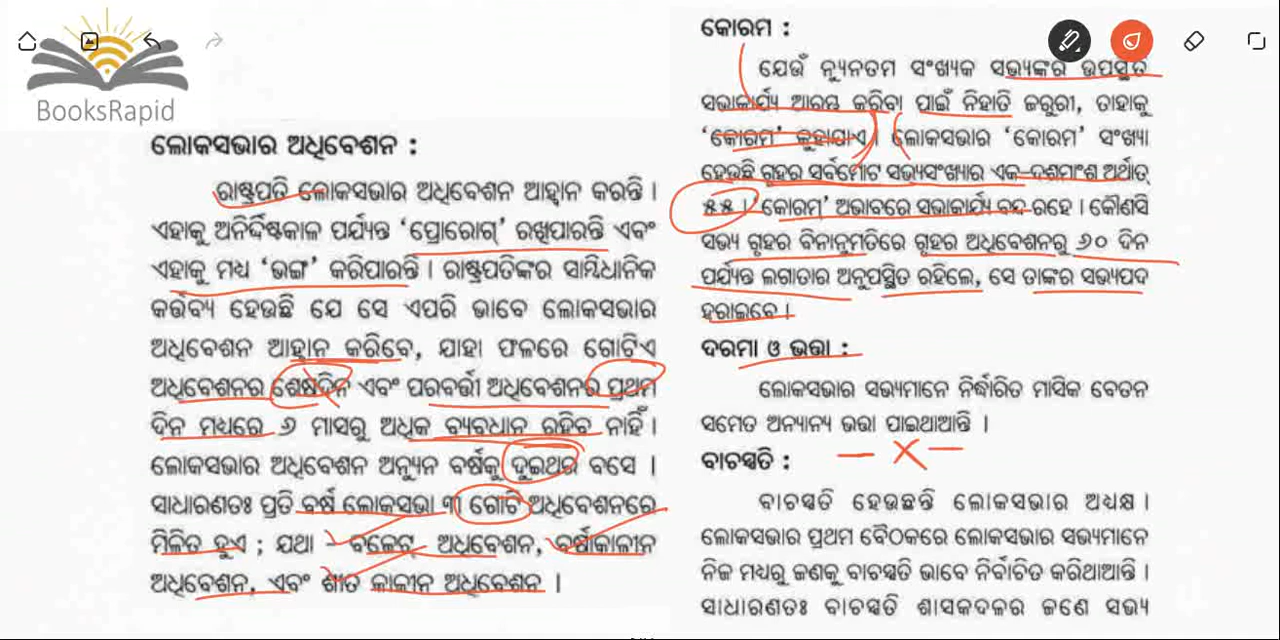 BooksRapid
ଲୋକସଭାର ଅଧିବେଶନ :
ରାଷ୍ଟ୍ରପତି ଲୋକସଭାର ଅଧିବେଶନ ଆହ୍ୱାନ କରନ୍ତି ।
ଏହାକୁ ଅନିର୍ଦ୍ଦିଷ୍ଟକାଳ ପର୍ଯ୍ୟନ୍ତ ‘ପ୍ରୋରୋଗ୍’ ରଖିପାରନ୍ତି ଏବଂ
ଏହାକୁ ମଧ୍ୟ ‘ଭଙ୍ଗ’ କରିପାରନ୍ତି । ରାଷ୍ଟ୍ରପତିଙ୍କର ସାମ୍ବିଧାନିକ
କର୍ତ୍ତବ୍ୟ ହେଉଛି ଯେ ସେ ଏପରି ଭାବେ ଲୋକସଭାର
ଅଧିବେଶନ ଆହ୍ୱାନ କରିବେ, ଯାହା ଫଳରେ ଗୋଟିଏ
ଅଧିବେଶନର ଶେଷଦିନ ଏବଂ ପରବର୍ତ୍ତୀ ଅଧିବେଶନର ପ୍ରଥମ
ଦିନ ମଧ୍ୟରେ ୬ ମାସରୁ ଅଧିକ ବ୍ୟବଧାନ ରହିବ ନାହିଁ ।
ଲୋକସଭାର ଅଧିବେଶନ ଅନ୍ୟୁନ ବର୍ଷକୁ ଦୁଇଥର ବସେ ।
ସାଧାରଣତଃ ପ୍ରତି ବର୍ଷ ଲୋକସଭା ୩ ଗୋଟି ଅଧିବେଶନରେ
ମିଳିତ ହୁଏ ; ଯଥା – ବଜେଟ୍ ଅଧିବେଶନ, ବର୍ଷାକାଳୀନ
ଅଧିବେଶନ, ଏବଂ ଶୀତ କାଳୀନ ଅଧିବେଶନ ।
କୋରମ :
ଯେଉଁ ନ୍ୟୁନତମ ସଂଖ୍ୟକ ସଭ୍ୟଙ୍କର ଉପସ୍ଥିତ
ସଭାକାର୍ଯ୍ୟ ଆରମ୍ଭ କରିବା ପାଇଁ ନିହାତି ଜରୁରୀ, ତାହାକୁ
‘କୋରମ’ କୁହାଯାଏ । ଲୋକସଭାର ‘କୋରମ’ ସଂଖ୍ୟା
ହେଉଛି ଗୃହର ସର୍ବମୋଟ ସଭ୍ୟସଂଖ୍ୟାର ଏକ-ଦଶମାଂଶ ଅର୍ଥାତ୍
୫୫ । ‘କୋରମ୍’ ଅଭାବରେ ସଭାକାର୍ଯ୍ୟ ବନ୍ଦ ରହେ । କୌଣସି
ସଭ୍ୟ ଗୃହର ବିନାନୁମତିରେ ଗୃହର ଅଧିବେଶନରୁ ୬୦ ଦିନ
ପର୍ଯ୍ୟନ୍ତ ଲଗାତାର ଅନୁପସ୍ଥିତ ରହିଲେ, ସେ ତାଙ୍କର ସଭ୍ୟପଦ
ହରାଇବେ ।
ଦରମା ଓ ଭତ୍ତା :
ଲୋକସଭାର ସଭ୍ୟମାନେ ନିର୍ଦ୍ଧାରିତ ମାସିକ ବେତନ
ସମେତ ଅନ୍ୟାନ୍ୟ ଭତ୍ତା ପାଇଥାଆନ୍ତି ।
ବାଚସ୍ପତି :
ବାଚସ୍ପତି ହେଉଛନ୍ତି ଲୋକସଭାର ଅଧ୍ୟକ୍ଷ ।
ଲୋକସଭାର ପ୍ରଥମ ବୈଠକରେ ଲୋକସଭାର ସଭ୍ୟମାନେ
ନିଜ ମଧ୍ୟରୁ ଜଣକୁ ବାଚସ୍ପତି ଭାବେ ନିର୍ବାଚିତ କରିଥାଆନ୍ତି ।
ସାଧାରଣତଃ ବାଚସ୍ପତି ଶାସକଦଳର ଜଣେ ସଭ୍ୟ